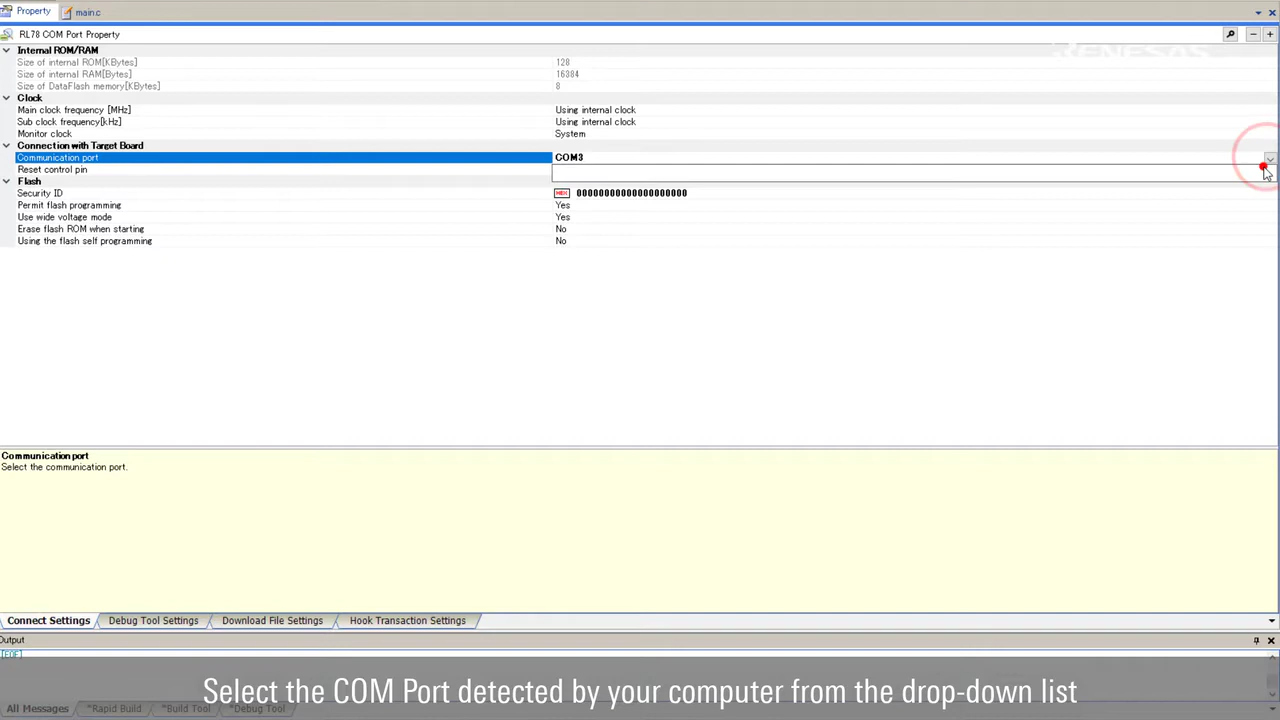 Property
main.c
RL78 COM Port Property
RENESAS
Internal ROM/RAM
Size of internal ROM[KBytes] 128
Size of internal RAM[Bytes] 16384
Size of DataFlash memory[KBytes] 8
Clock
Main clock frequency [MHz] Using internal clock
Sub clock frequency[kHz] Using internal clock
Monitor clock System
Connection with Target Board
Communication port COM3
Reset control pin
Flash
Security ID HEX 00000000000000000000
Permit flash programming Yes
Use wide voltage mode Yes
Erase flash ROM when starting No
Using the flash self programming No
Communication port
Select the communication port.
Connect Settings Debug Tool Settings Download File Settings Hook Transaction Settings
Output
[EOF]
Select the COM Port detected by your computer from the drop-down list
All Messages *Rapid Build *Build Tool *Debug Tool